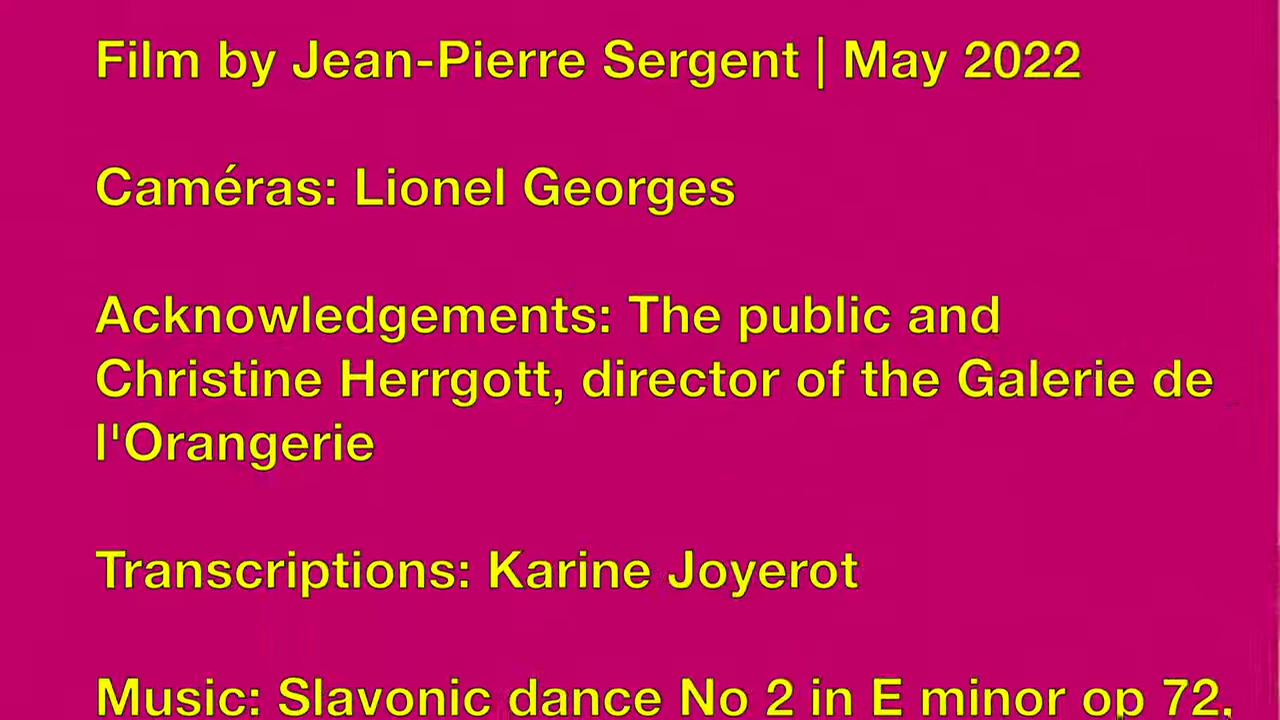 Film by Jean-Pierre Sergent | May 2022
Caméras: Lionel Georges
Acknowledgements: The public and
Christine Herrgott, director of the Galerie de
l'Orangerie
Transcriptions: Karine Joyerot
Music: Slavonic dance No 2 in E minor op 72,